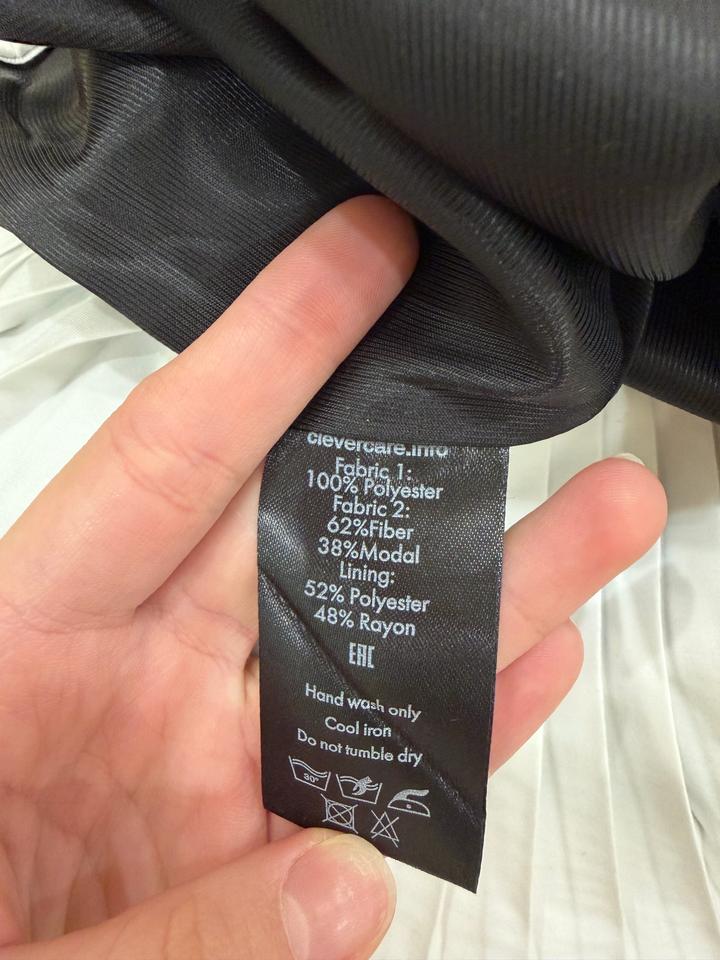 clevercare.info
Fabric 1:
100% Polyester
Fabric 2:
62%Fiber
38%Modal
Lining:
52% Polyester
48% Rayon
EAC
Hand wash only
Cool iron
Do not tumble dry
30°